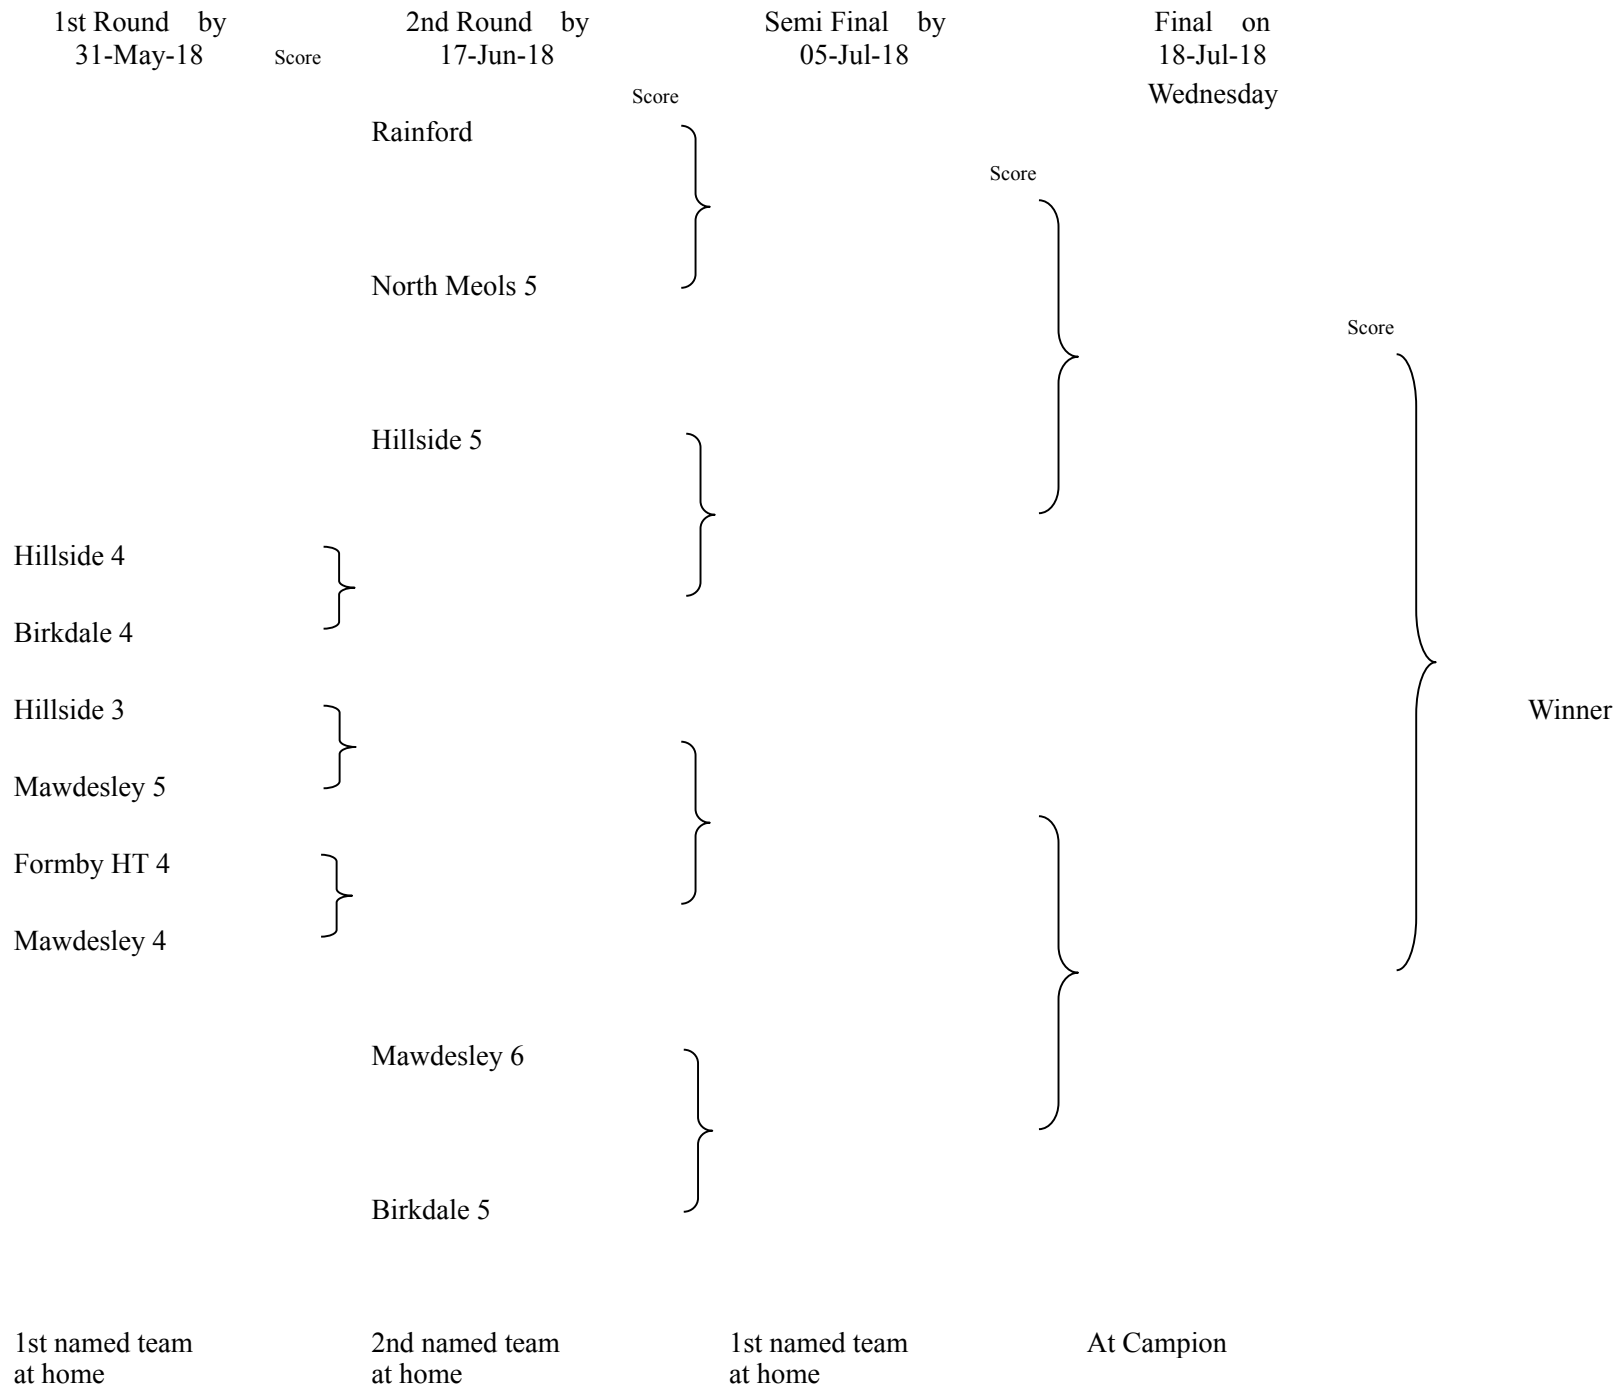 1st Round by
31-May-18
Score
2nd Round by
17-Jun-18
Score
Semi Final by
05-Jul-18
Score
Final on
18-Jul-18
Wednesday
Score
Rainford
North Meols 5
Hillside 5
Hillside 4
Birkdale 4
Hillside 3
Winner
Mawdesley 5
Formby HT 4
Mawdesley 4
Mawdesley 6
Birkdale 5
1st named team
at home
2nd named team
at home
1st named team
at home
At Campion